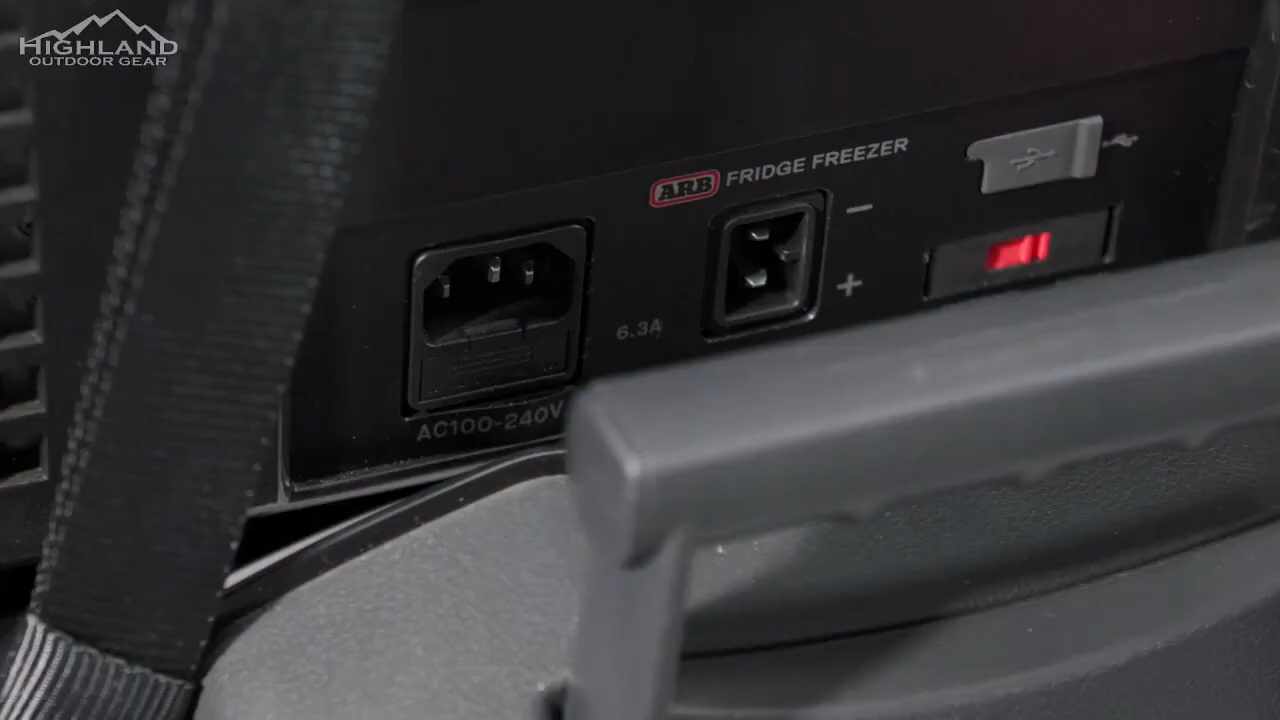 HIGHLAND
OUTDOOR GEAR
ARB FRIDGE FREEZER
−
+
6.3A
AC100-240V